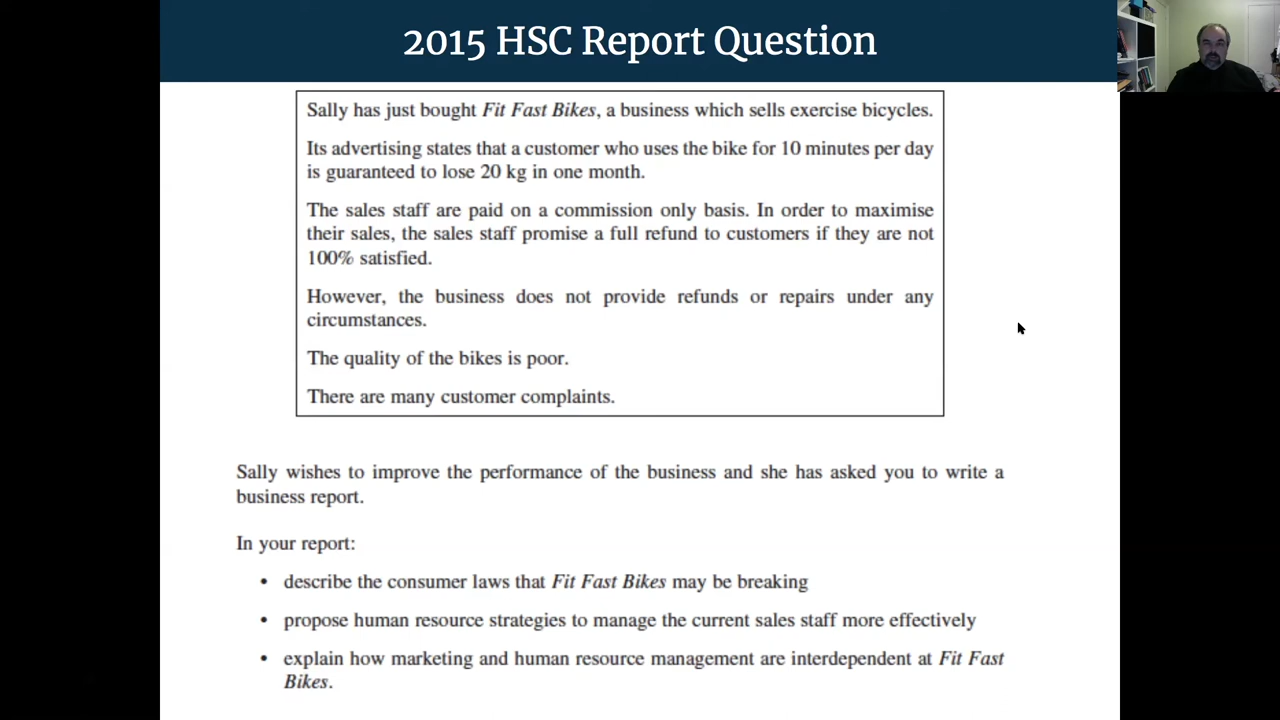 2015 HSC Report Question
Sally has just bought Fit Fast Bikes, a business which sells exercise bicycles.
Its advertising states that a customer who uses the bike for 10 minutes per day
is guaranteed to lose 20 kg in one month.
The sales staff are paid on a commission only basis. In order to maximise
their sales, the sales staff promise a full refund to customers if they are not
100% satisfied.
However, the business does not provide refunds or repairs under any
circumstances.
The quality of the bikes is poor.
There are many customer complaints.
Sally wishes to improve the performance of the business and she has asked you to write a
business report.
In your report:
• describe the consumer laws that Fit Fast Bikes may be breaking
• propose human resource strategies to manage the current sales staff more effectively
• explain how marketing and human resource management are interdependent at Fit Fast
Bikes.